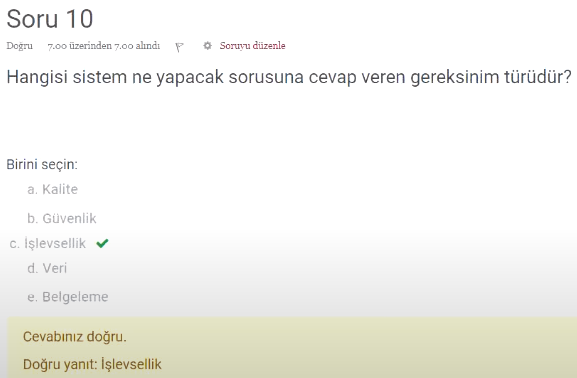 Soru 10
Doğru 7.00 üzerinden 7.00 alındı Soruyu düzenle
Hangisi sistem ne yapacak sorusuna cevap veren gereksinim türüdür?
Birini seçin:
a. Kalite
b. Güvenlik
c. İşlevsellik
d. Veri
e. Belgeleme
Cevabınız doğru.
Doğru yanıt: İşlevsellik